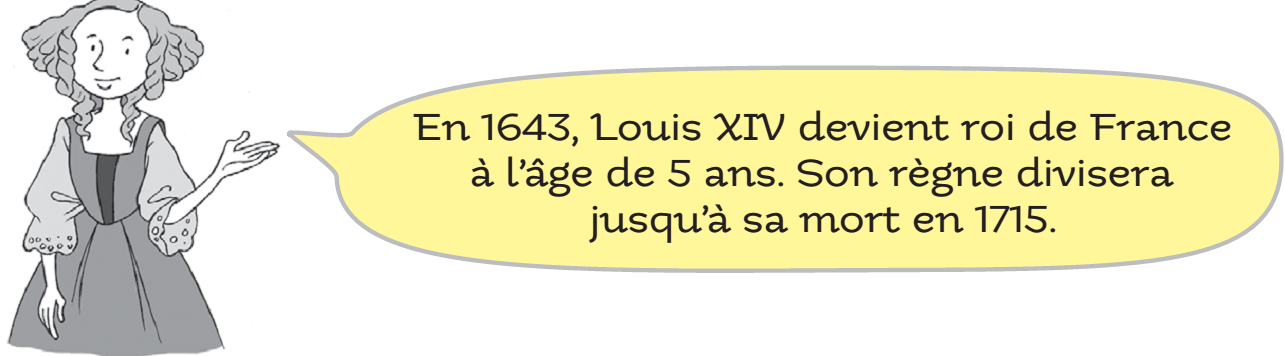 En 1643, Louis XIV devient roi de France
à l'âge de 5 ans. Son règne divisera
jusqu'à sa mort en 1715.